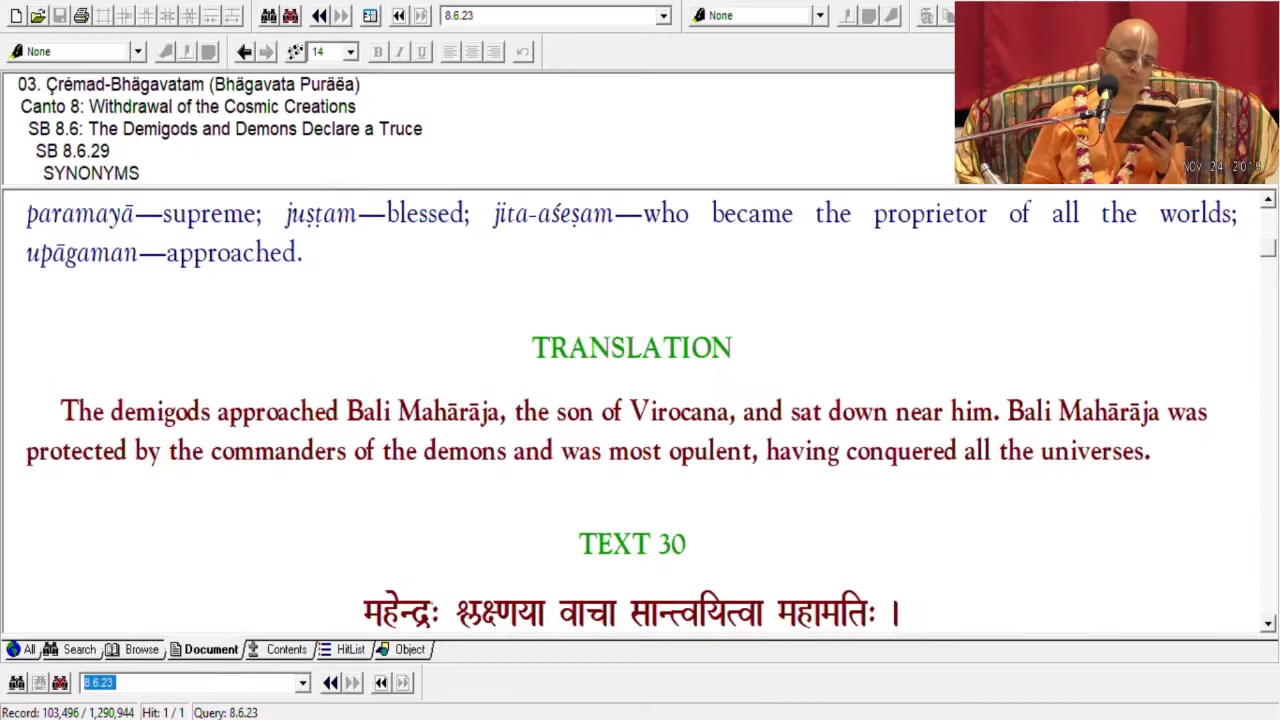 8.6.23
None
None
14
B I U
03. Çrémad-Bhägavatam (Bhägavata Puräëa)
Canto 8: Withdrawal of the Cosmic Creations
SB 8.6: The Demigods and Demons Declare a Truce
SB 8.6.29
SYNONYMS
NOV 24 2019
paramayā—supreme; juṣṭam—blessed; jita-aśeṣam—who became the proprietor of all the worlds;
upāgaman—approached.
TRANSLATION
The demigods approached Bali Mahārāja, the son of Virocana, and sat down near him. Bali Mahārāja was
protected by the commanders of the demons and was most opulent, having conquered all the universes.
TEXT 30
महेन्द्रः श्लक्ष्णया वाचा सान्त्वयित्वा महामतिः ।
All Search Browse Document Contents HitList Object
8.6.23
Record: 103,496 / 1,290,944 Hit: 1 / 1 Query: 8.6.23